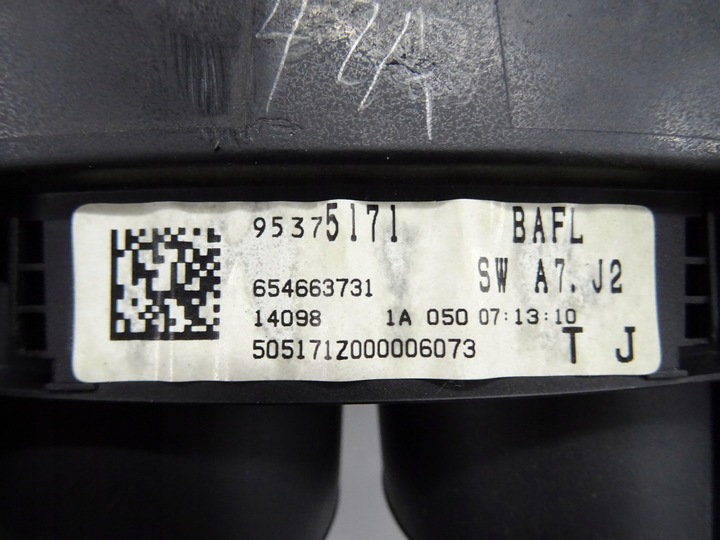 95375171 BAFL
654663731 SW A7. J2
14098 1A 050 07:13:10
505171Z000006073 T J